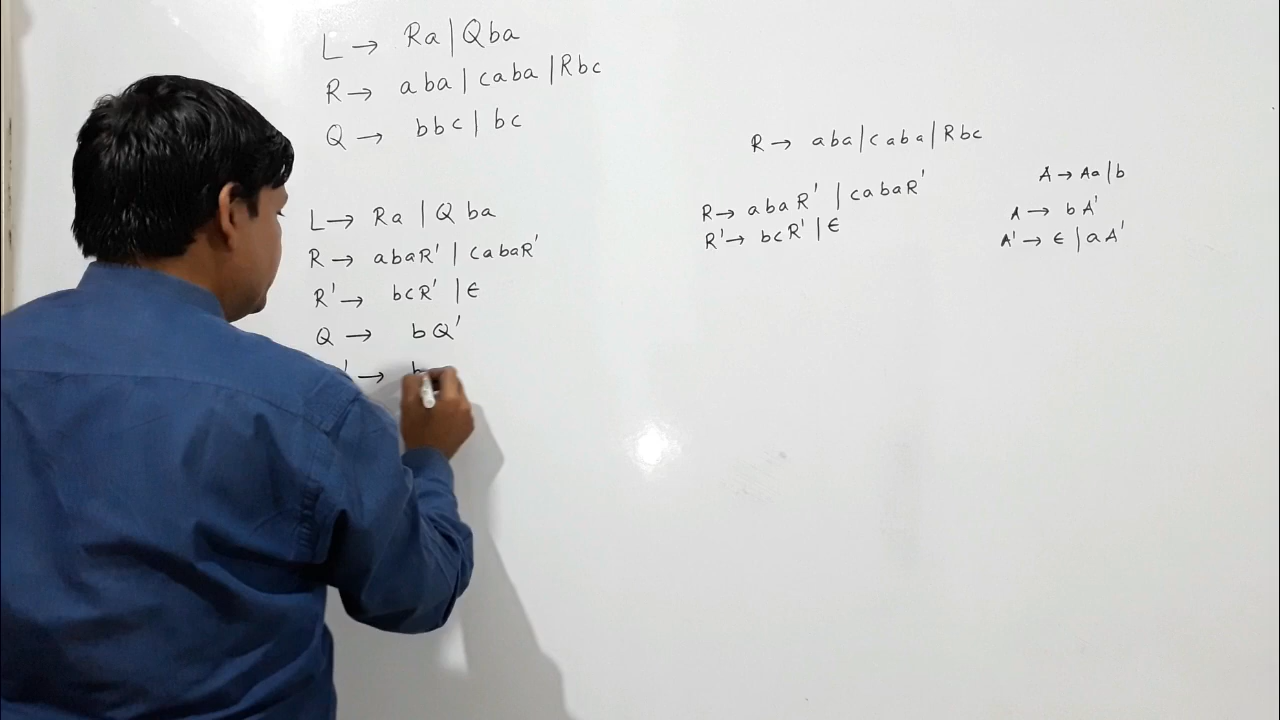 L → Ra | Qba
R → aba | caba | Rbc
Q → bbc | bc
L → Ra | Qba
R → abaR' | cabaR'
R' → bcR' | ϵ
Q → bQ'
' → b
R → aba | caba | Rbc
R → abaR' | cabaR'
R' → bcR' | ϵ
A → Aa | b
A → bA'
A' → ϵ | aA'